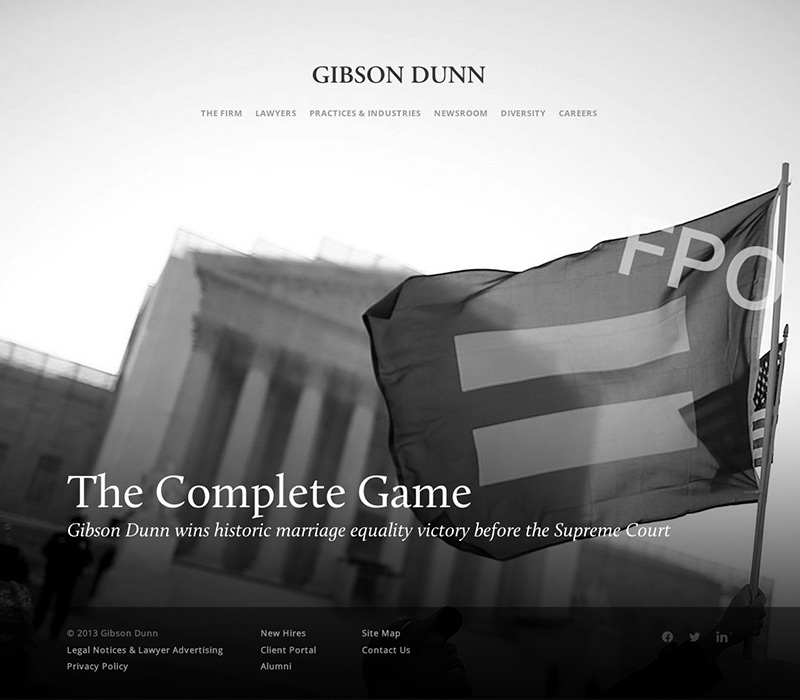 GIBSON DUNN
THE FIRM LAWYERS PRACTICES & INDUSTRIES NEWSROOM DIVERSITY CAREERS
FPO
The Complete Game
Gibson Dunn wins historic marriage equality victory before the Supreme Court
© 2013 Gibson Dunn New Hires Site Map
Legal Notices & Lawyer Advertising Client Portal Contact Us
Privacy Policy Alumni